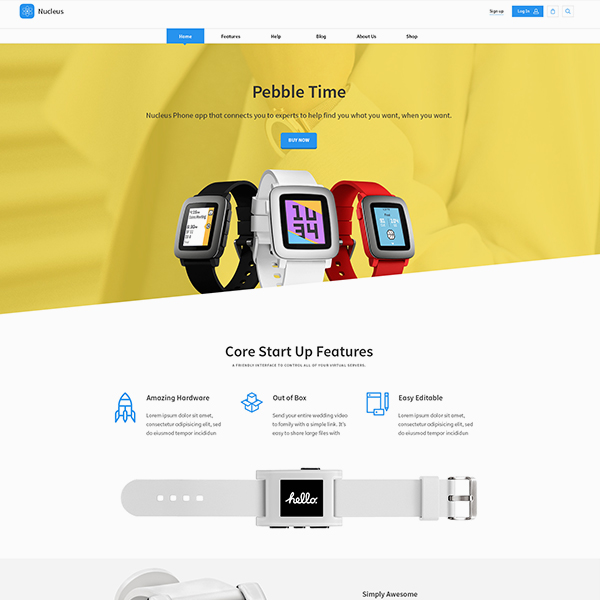 Nucleus
Sign up
Log In
Home Features Help Blog About Us Shop
Pebble Time
Nucleus Phone app that connects you to experts to help find you what you want, when you want.
BUY NOW
10
34
Core Start Up Features
A FRIENDLY INTERFACE TO CONTROL ALL OF YOUR VIRTUAL SERVERS.
Amazing Hardware
Lorem ipsum dolor sit amet,
consectetur adipisicing elit, sed
do eiusmod tempor incididun
Out of Box
Send your entire wedding video
to family with a simple link. It's
easy to share large files with
Easy Editable
Lorem ipsum dolor sit amet,
consectetur adipisicing elit, sed
do eiusmod tempor incididun
hello.
Simply Awesome